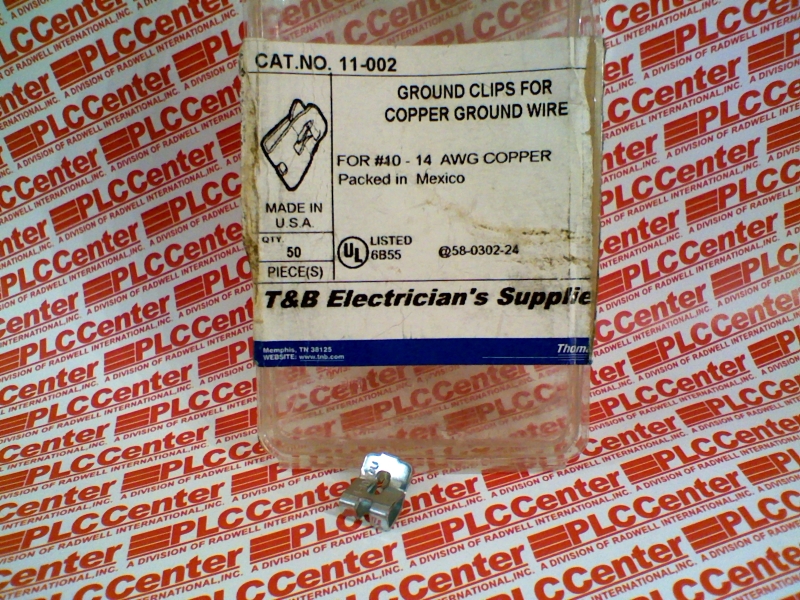 CAT.NO. 11-002
GROUND CLIPS FOR
COPPER GROUND WIRE
FOR #10 - 14 AWG COPPER
Packed in Mexico
MADE IN
U.S.A.
QTY.
50
PIECE(S)
UL
LISTED
6B55
@58-0302-24
T&B Electrician's Supplie
Memphis, TN 38125
WEBSITE: www.tnb.com
Thom
PLCCenter
A DIVISION OF RADWELL INTERNATIONAL, INC.